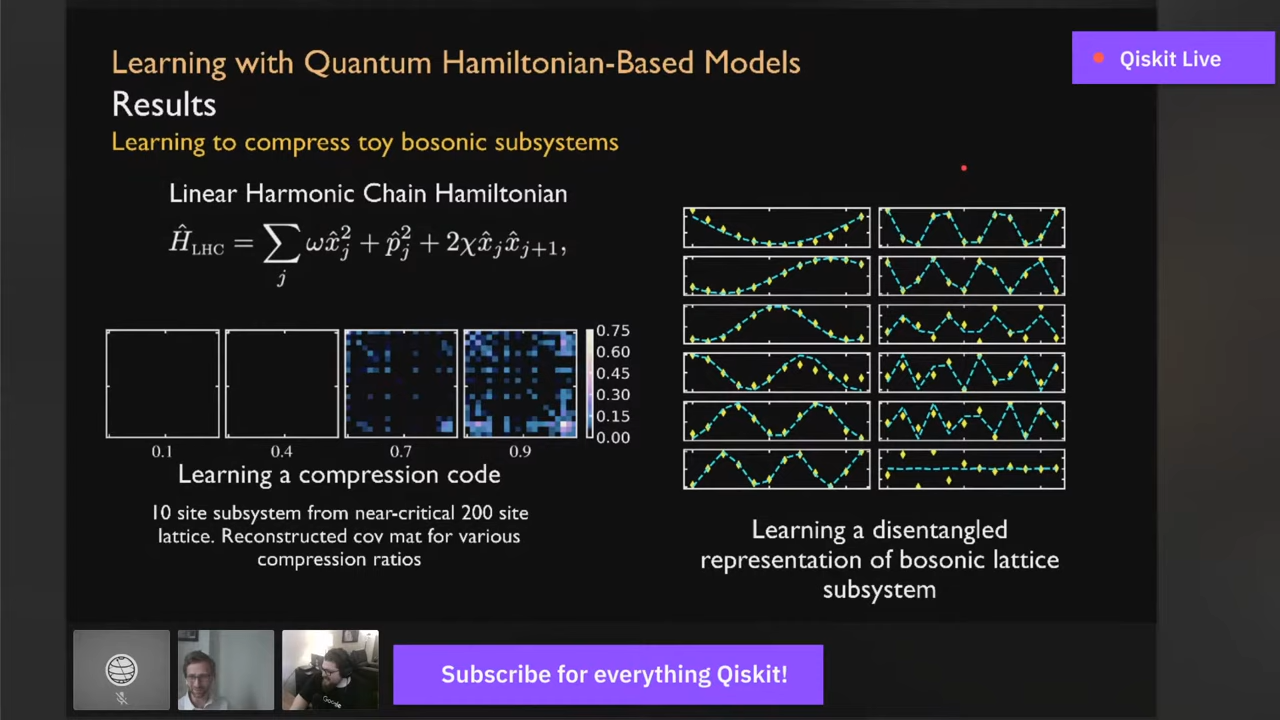 Learning with Quantum Hamiltonian-Based Models
Qiskit Live
Results
Learning to compress toy bosonic subsystems
Linear Harmonic Chain Hamiltonian
Ĥ_LHC = ∑_j ωx̂_j² + p̂_j² + 2χx̂_j x̂_{j+1},
0.75
0.60
0.45
0.30
0.15
0.00
0.1 0.4 0.7 0.9
Learning a compression code
10 site subsystem from near-critical 200 site
lattice. Reconstructed cov mat for various
compression ratios
Learning a disentangled
representation of bosonic lattice
subsystem
Google
Subscribe for everything Qiskit!